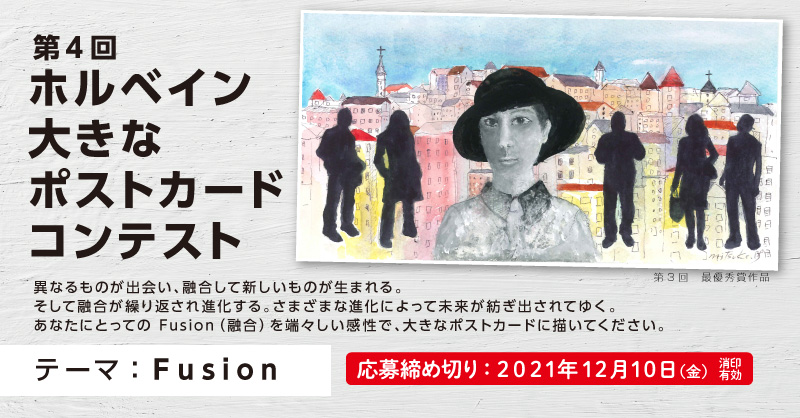 第4回
ホルベイン
大きな
ポストカード
コンテスト
第3回 最優秀賞作品
異なるものが出会い、融合して新しいものが生まれる。
そして融合が繰り返され進化する。さまざまな進化によって未来が紡ぎ出されてゆく。
あなたにとっての Fusion（融合）を端々しい感性で、大きなポストカードに描いてください。
テーマ：Fusion
応募締め切り：2021年12月10日（金） 消印
有効